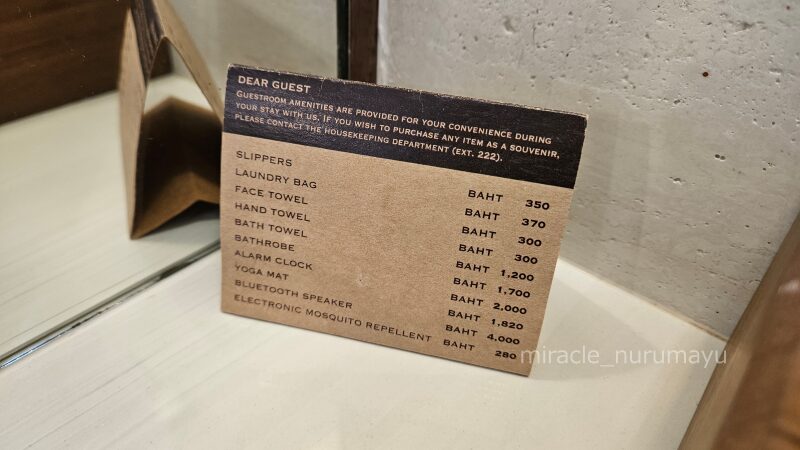 DEAR GUEST
GUESTROOM AMENITIES ARE PROVIDED FOR YOUR CONVENIENCE DURING
YOUR STAY WITH US. IF YOU WISH TO PURCHASE ANY ITEM AS A SOUVENIR,
PLEASE CONTACT THE HOUSEKEEPING DEPARTMENT (EXT. 222).
SLIPPERS BAHT 350
LAUNDRY BAG BAHT 370
FACE TOWEL BAHT 300
HAND TOWEL BAHT 300
BATH TOWEL BAHT 1,200
BATHROBE BAHT 1,700
ALARM CLOCK BAHT 2,000
YOGA MAT BAHT 1,820
BLUETOOTH SPEAKER BAHT 4,000
ELECTRONIC MOSQUITO REPELLENT BAHT 280
miracle_nurumayu